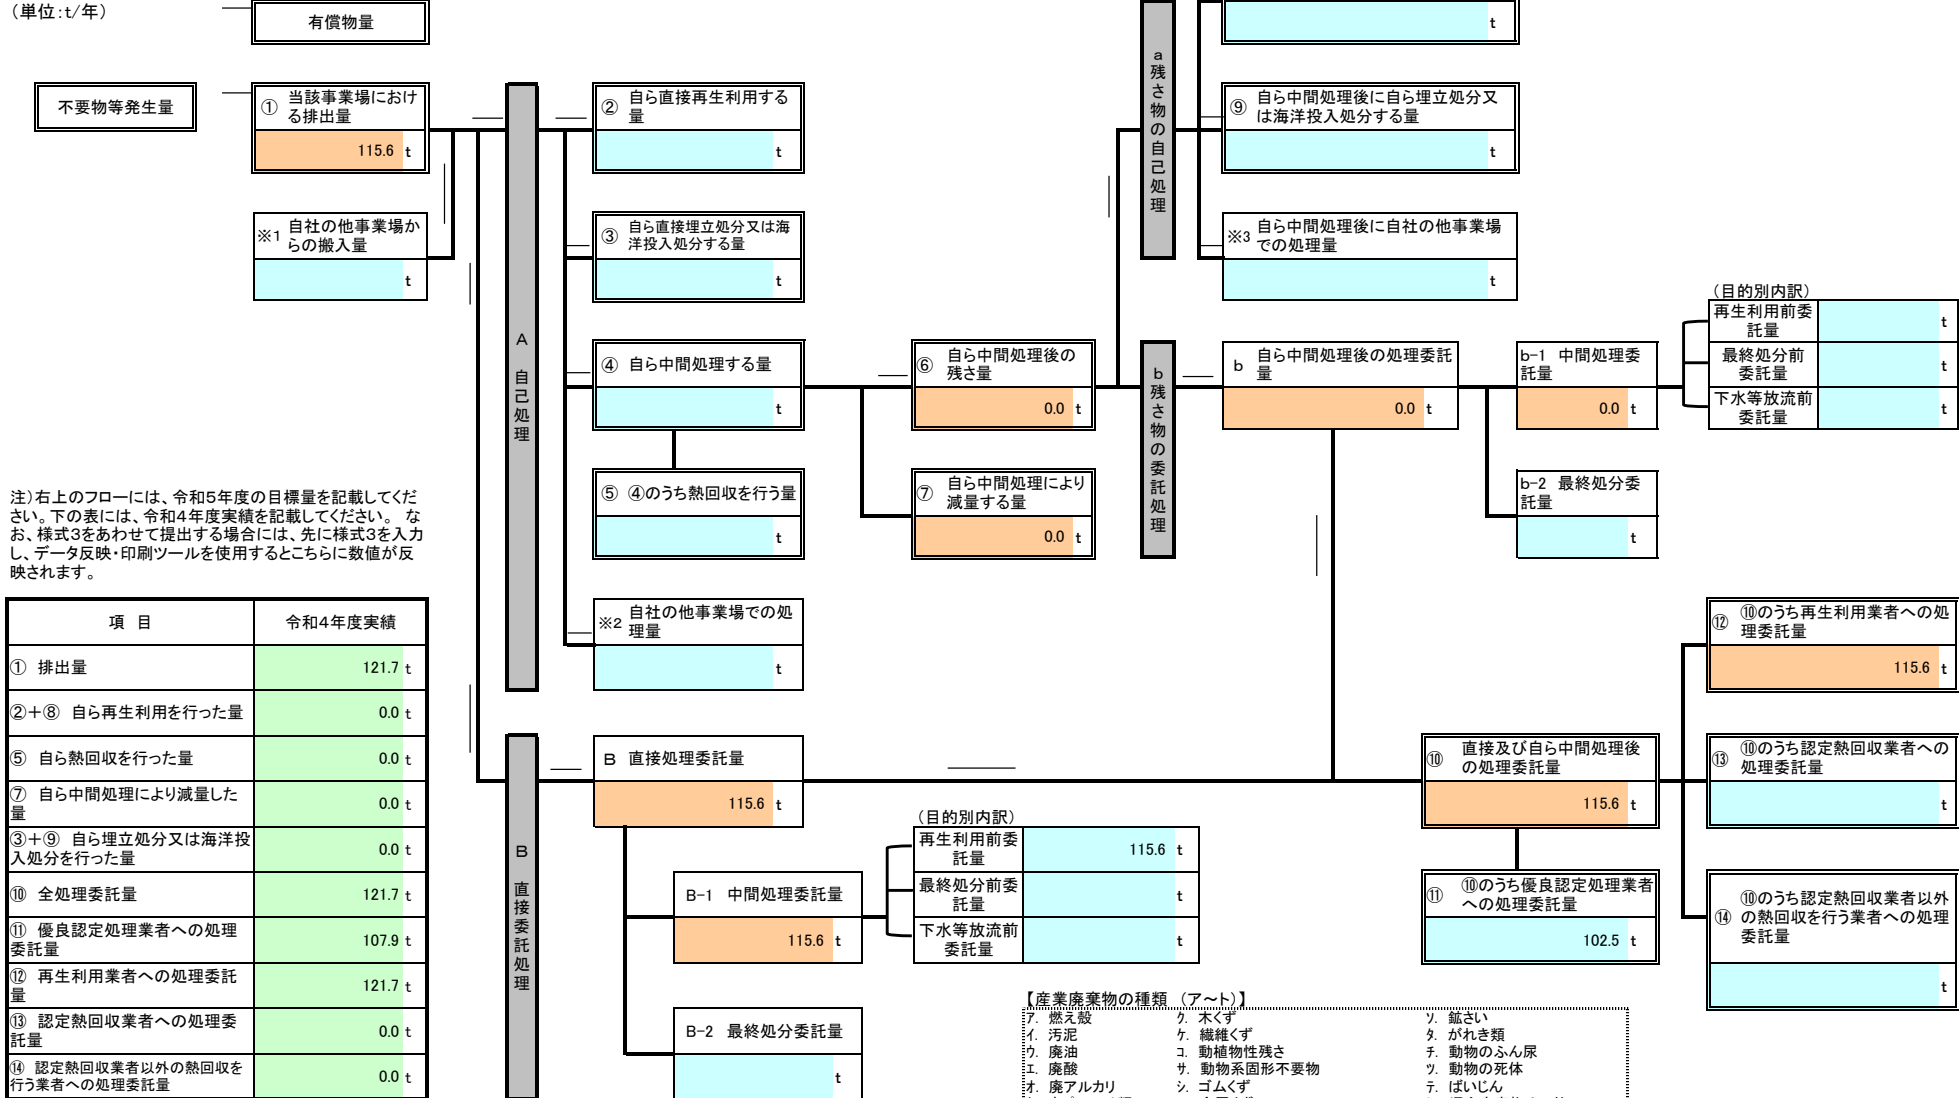 （単位：t/年）
有償物量
t
不要物等発生量
① 当該事業場における排出量
115.6 t
※1 自社の他事業場からの搬入量
t
A 自己処理
② 自ら直接再生利用する量
t
③ 自ら直接埋立処分又は海洋投入処分する量
t
④ 自ら中間処理する量
t
⑤ ④のうち熱回収を行う量
t
※2 自社の他事業場での処理量
t
⑥ 自ら中間処理後の残さ量
0.0 t
⑦ 自ら中間処理により減量する量
0.0 t
a 残さ物の自己処理
⑨ 自ら中間処理後に自ら埋立処分又は海洋投入処分する量
t
※3 自ら中間処理後に自社の他事業場での処理量
t
b 残さ物の委託処理
b 自ら中間処理後の処理委託量
0.0 t
b-1 中間処理委託量
0.0 t
b-2 最終処分委託量
t
（目的別内訳）
再生利用前委託量 t
最終処分前委託量 t
下水等放流前委託量 t
注）右上のフローには、令和５年度の目標量を記載してくだ
さい。下の表には、令和４年度実績を記載してください。 な
お、様式３をあわせて提出する場合には、先に様式３を入力
し、データ反映・印刷ツールを使用するとこちらに数値が反
映されます。
項 目 令和４年度実績
① 排出量 121.7 t
②＋⑧ 自ら再生利用を行った量 0.0 t
⑤ 自ら熱回収を行った量 0.0 t
⑦ 自ら中間処理により減量した量 0.0 t
③＋⑨ 自ら埋立処分又は海洋投入処分を行った量 0.0 t
⑩ 全処理委託量 121.7 t
⑪ 優良認定処理業者への処理委託量 107.9 t
⑫ 再生利用業者への処理委託量 121.7 t
⑬ 認定熱回収業者への処理委託量 0.0 t
⑭ 認定熱回収業者以外の熱回収を行う業者への処理委託量 0.0 t
B 直接委託処理
B 直接処理委託量
115.6 t
B-1 中間処理委託量
115.6 t
B-2 最終処分委託量
t
（目的別内訳）
再生利用前委託量 115.6 t
最終処分前委託量 t
下水等放流前委託量 t
⑩ 直接及び自ら中間処理後の処理委託量
115.6 t
⑪ ⑩のうち優良認定処理業者への処理委託量
102.5 t
⑫ ⑩のうち再生利用業者への処理委託量
115.6 t
⑬ ⑩のうち認定熱回収業者への処理委託量
t
⑭ ⑩のうち認定熱回収業者以外の熱回収を行う業者への処理委託量
t
【産業廃棄物の種類 （ア～ト）】
ア. 燃え殻 ク. 木くず ソ. 鉱さい
イ. 汚泥 ケ. 繊維くず タ. がれき類
ウ. 廃油 コ. 動植物性残さ チ. 動物のふん尿
エ. 廃酸 サ. 動物系固形不要物 ツ. 動物の死体
オ. 廃アルカリ シ. ゴムくず テ. ばいじん